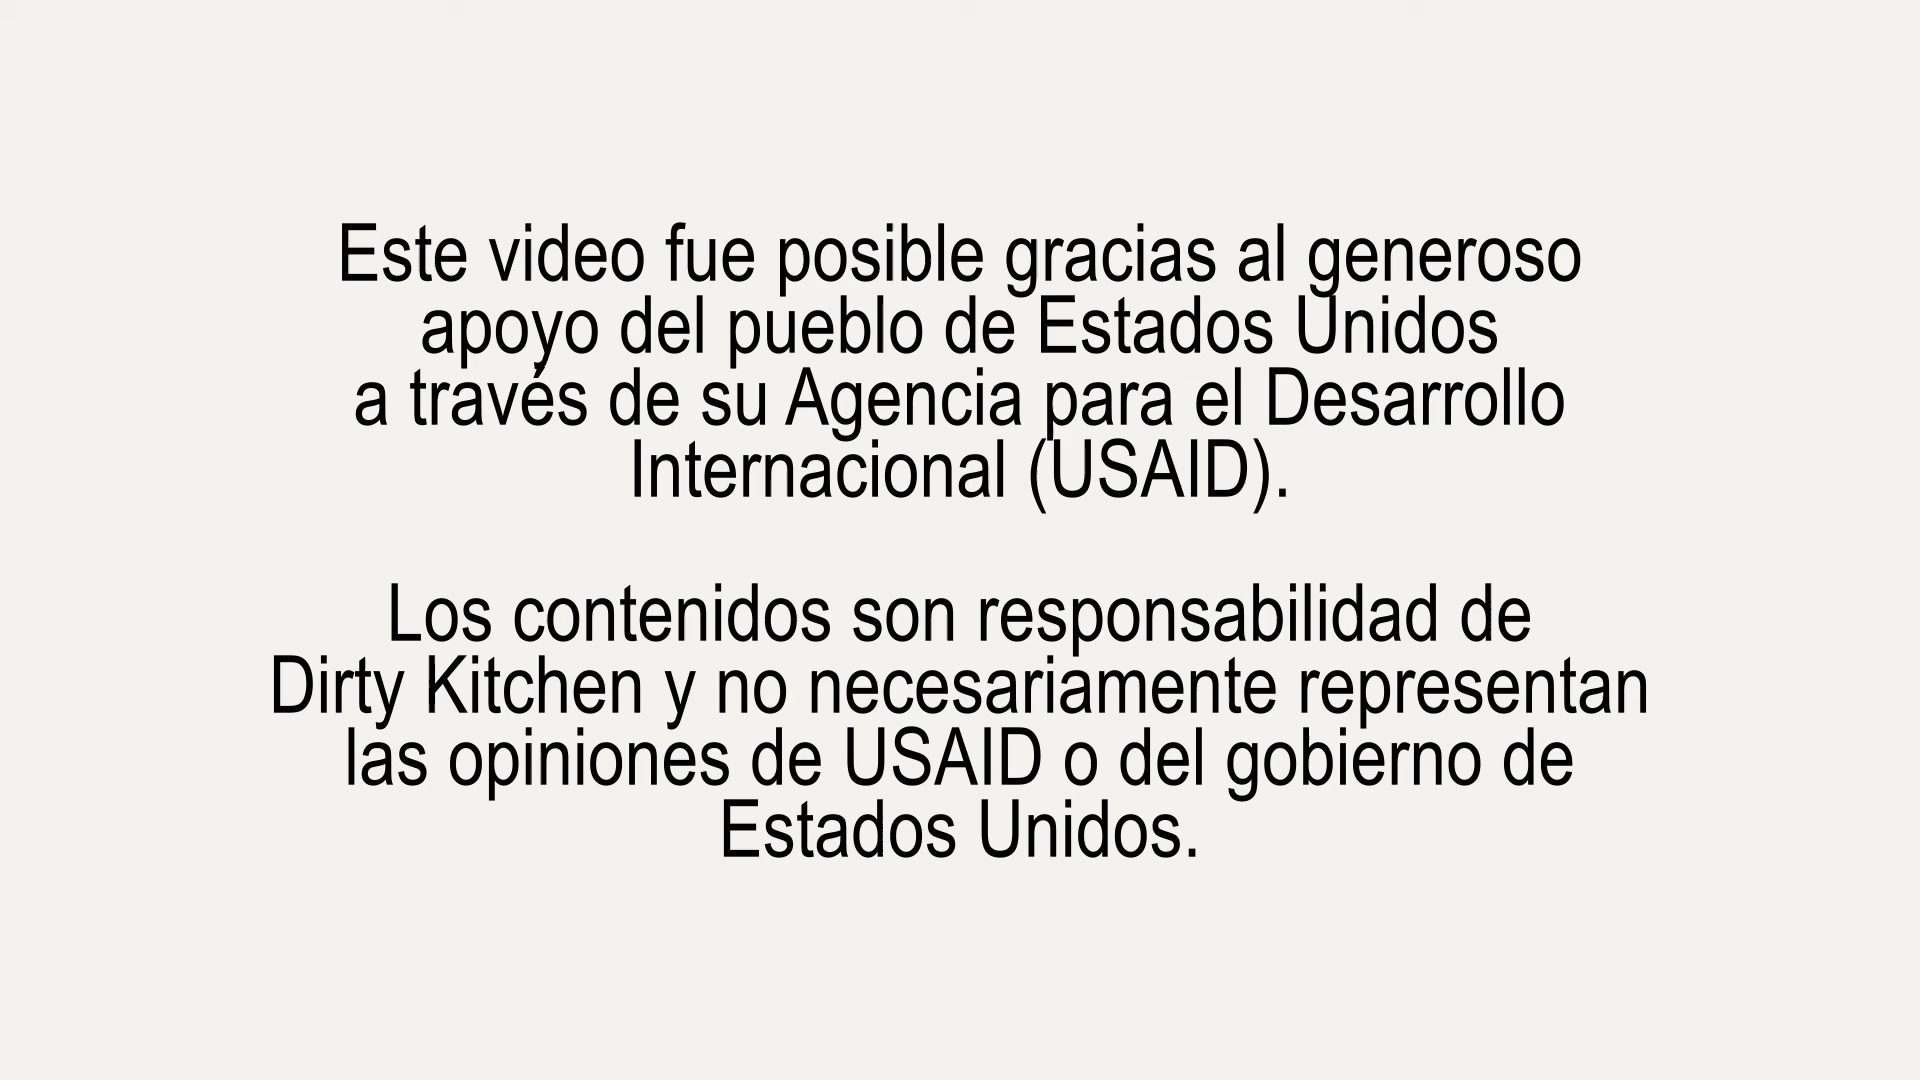 Este video fue posible gracias al generoso
apoyo del pueblo de Estados Unidos
a través de su Agencia para el Desarrollo
Internacional (USAID).
Los contenidos son responsabilidad de
Dirty Kitchen y no necesariamente representan
las opiniones de USAID o del gobierno de
Estados Unidos.